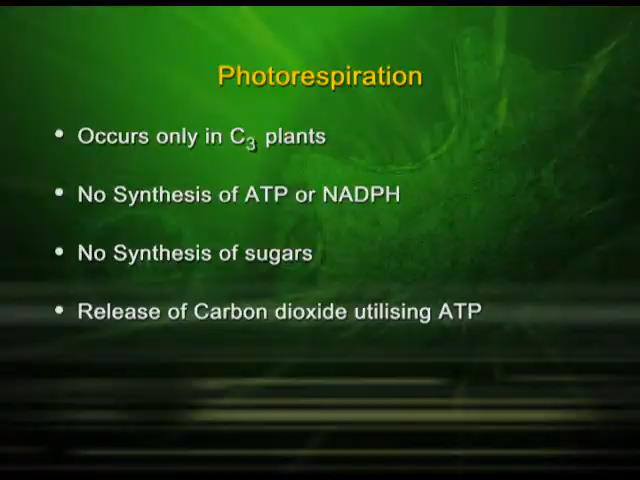 Photorespiration
• Occurs only in C₃ plants
• No Synthesis of ATP or NADPH
• No Synthesis of sugars
• Release of Carbon dioxide utilising ATP